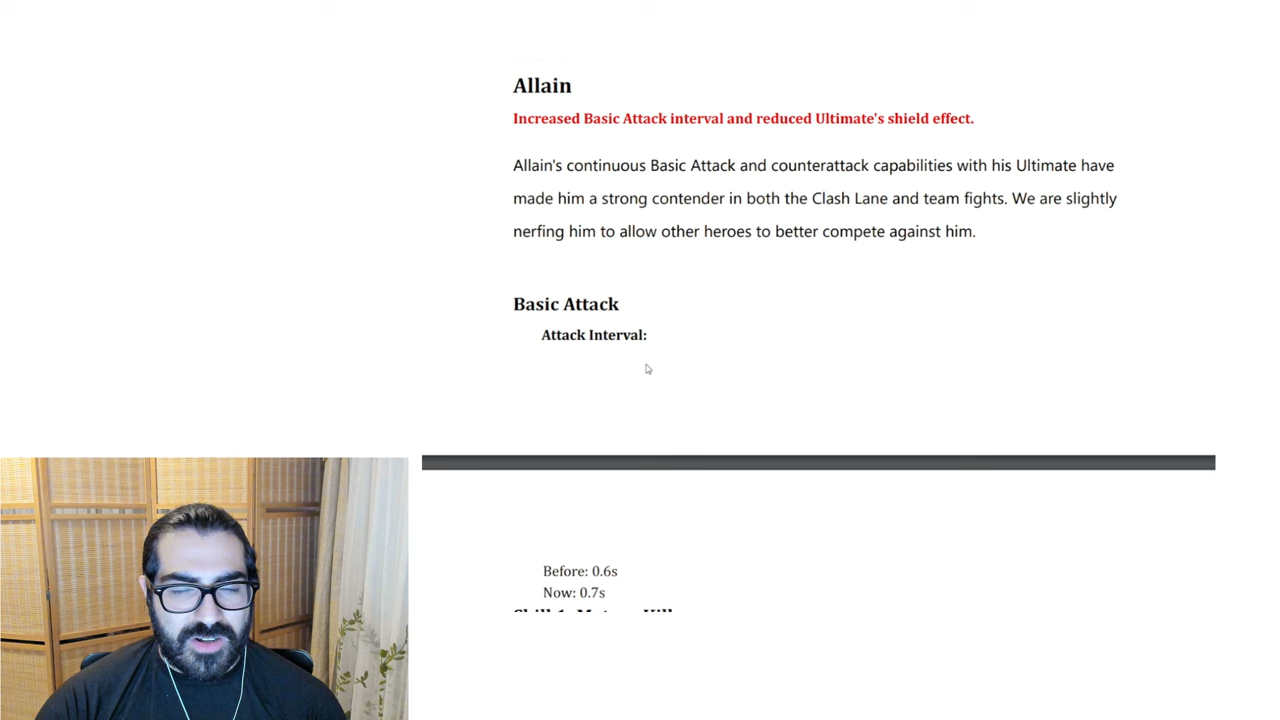 Allain
Increased Basic Attack interval and reduced Ultimate's shield effect.
Allain's continuous Basic Attack and counterattack capabilities with his Ultimate have
made him a strong contender in both the Clash Lane and team fights. We are slightly
nerfing him to allow other heroes to better compete against him.
Basic Attack
Attack Interval:
Before: 0.6s
Now: 0.7s